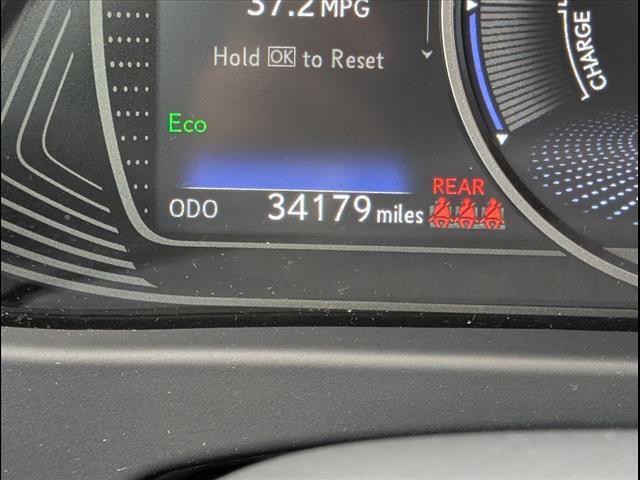 37.2 MPG
Hold OK to Reset
Eco
ODO 34179 miles
REAR
CHARGE